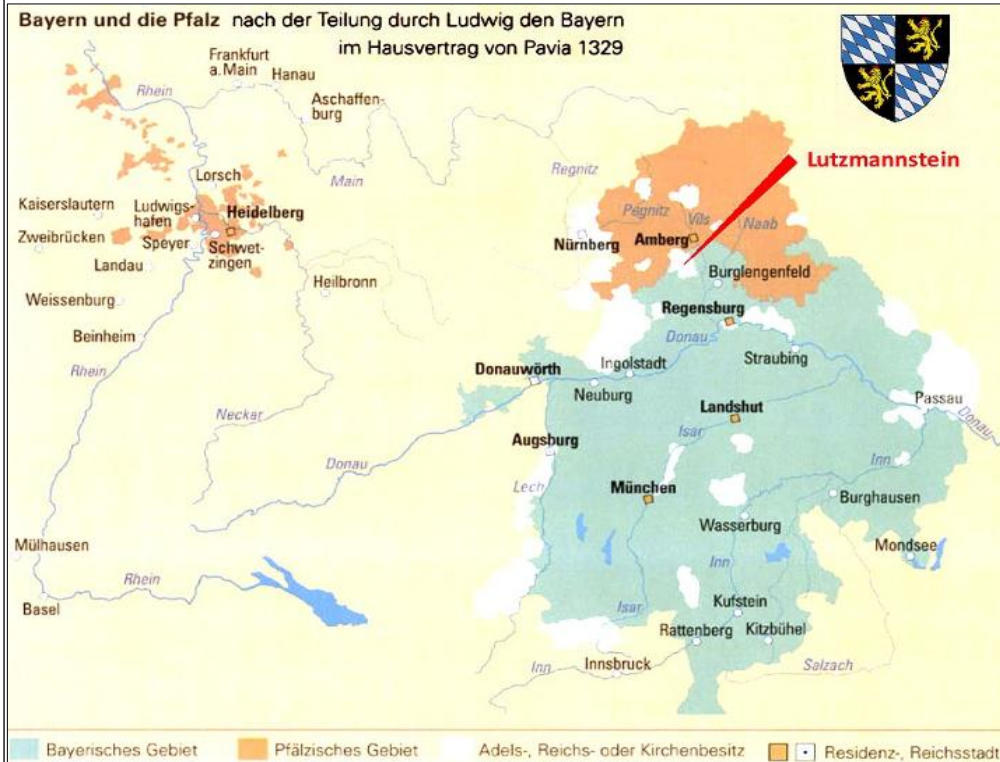 Bayern und die Pfalz nach der Teilung durch Ludwig den Bayern
im Hausvertrag von Pavia 1329
Frankfurt
a. Main
Hanau
Rhein
Aschaffen-
burg
Main
Regnitz
Lutzmannstein
Lorsch
Kaiserslautern
Ludwigs-
hafen
Heidelberg
Pegnitz
Vils
Naab
Zweibrücken
Speyer
Schwet-
zingen
Nürnberg
Amberg
Landau
Heilbronn
Burglengenfeld
Weissenburg
Regensburg
Beinheim
Donau
Straubing
Ingolstadt
Rhein
Donauwörth
Neuburg
Passau
Donau
Neckar
Landshut
Isar
Augsburg
Donau
Inn
Lech
München
Burghausen
Wasserburg
Mülhausen
Mondsee
Rhein
Inn
Basel
Isar
Kufstein
Rattenberg
Kitzbühel
Inn
Innsbruck
Salzach
Bayerisches Gebiet
Pfälzisches Gebiet
Adels-, Reichs- oder Kirchenbesitz
Residenz-, Reichsstadt